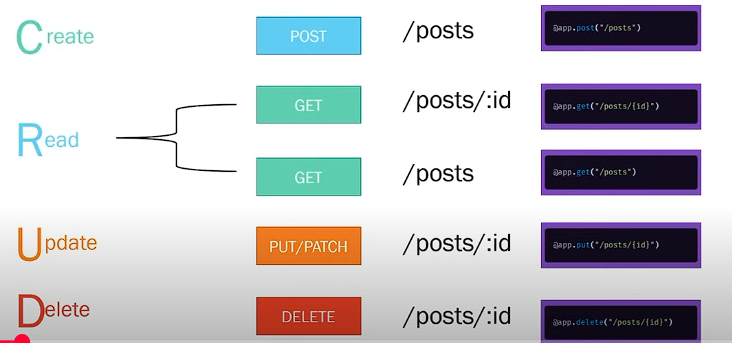 Create POST /posts @app.post("/posts")
GET /posts/:id @app.get("/posts/{id}")
Read
GET /posts @app.get("/posts")
Update PUT/PATCH /posts/:id @app.put("/posts/{id}")
Delete DELETE /posts/:id @app.delete("/posts/{id}")